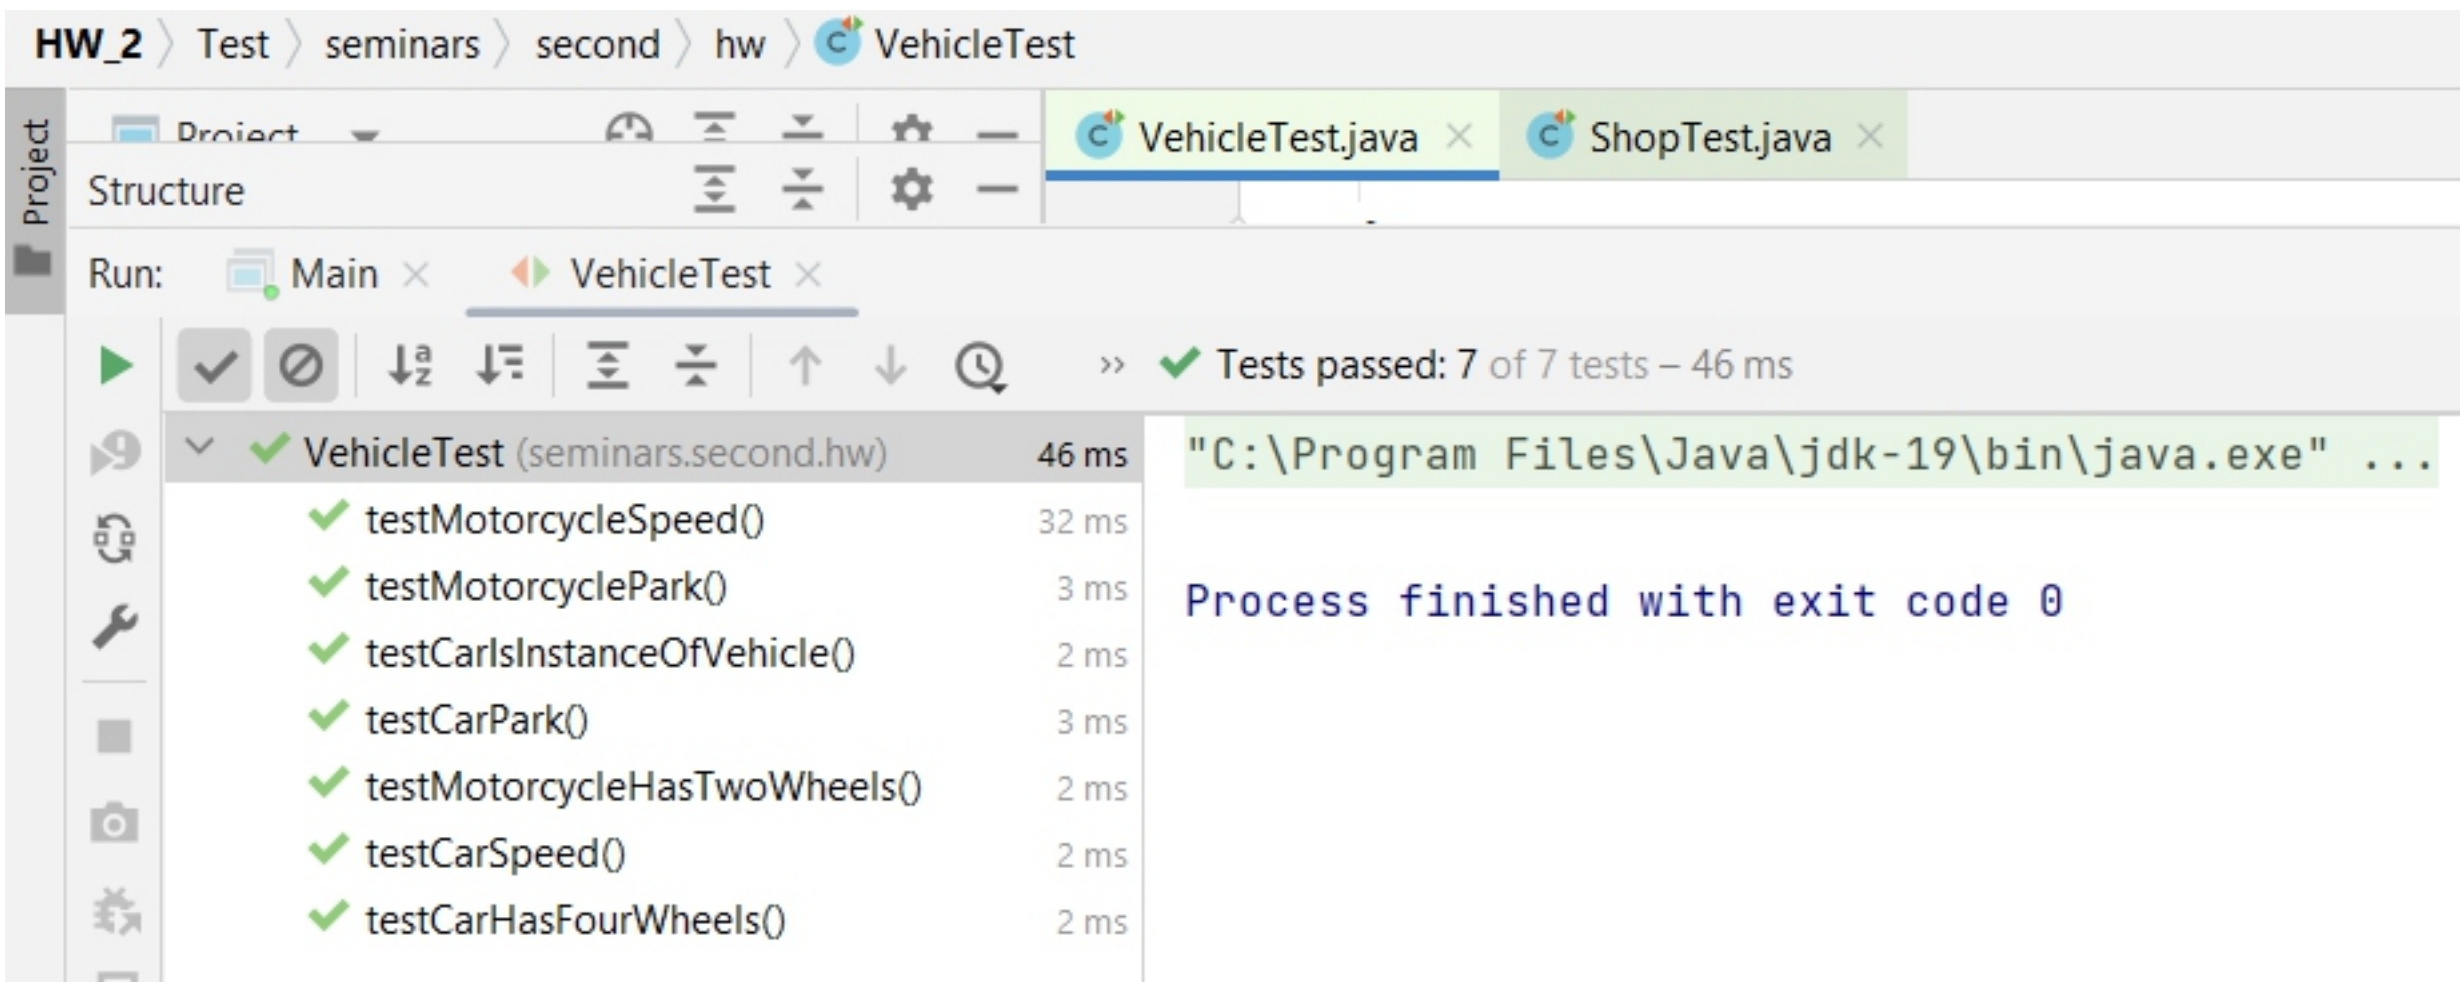 HW_2 Test seminars second hw VehicleTest
Project
Project
VehicleTest.java ShopTest.java
Structure
Run: Main VehicleTest
Tests passed: 7 of 7 tests – 46 ms
VehicleTest (seminars.second.hw) 46 ms
testMotorcycleSpeed() 32 ms
testMotorcyclePark() 3 ms
testCarIsInstanceOfVehicle() 2 ms
testCarPark() 3 ms
testMotorcycleHasTwoWheels() 2 ms
testCarSpeed() 2 ms
testCarHasFourWheels() 2 ms
"C:\Program Files\Java\jdk-19\bin\java.exe" ...
Process finished with exit code 0